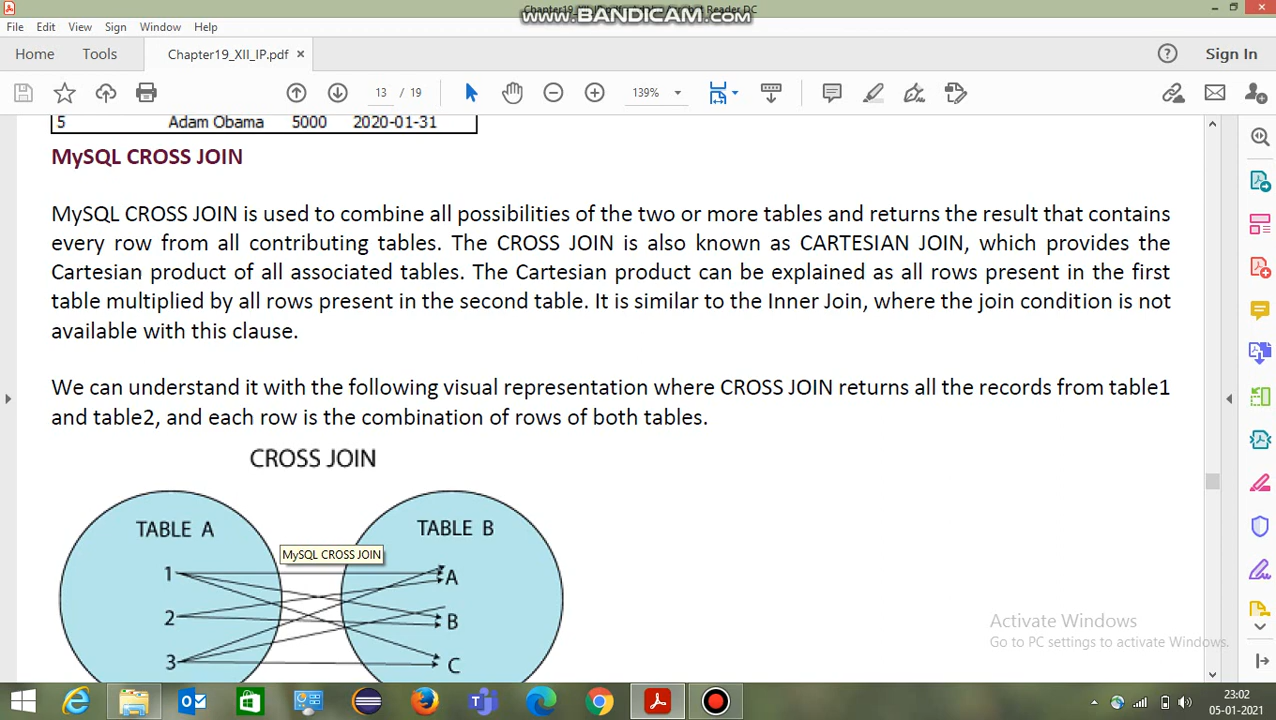 www.BANDICAM.com
File Edit View Sign Window Help
Home Tools Chapter19_XII_IP.pdf × Sign In
13 / 19 139%
5 Adam Obama 5000 2020-01-31
MySQL CROSS JOIN
MySQL CROSS JOIN is used to combine all possibilities of the two or more tables and returns the result that contains
every row from all contributing tables. The CROSS JOIN is also known as CARTESIAN JOIN, which provides the
Cartesian product of all associated tables. The Cartesian product can be explained as all rows present in the first
table multiplied by all rows present in the second table. It is similar to the Inner Join, where the join condition is not
available with this clause.
We can understand it with the following visual representation where CROSS JOIN returns all the records from table1
and table2, and each row is the combination of rows of both tables.
CROSS JOIN
TABLE A TABLE B
MySQL CROSS JOIN
1 A
2 B
3 C
Activate Windows
Go to PC settings to activate Windows.
23:02
05-01-2021